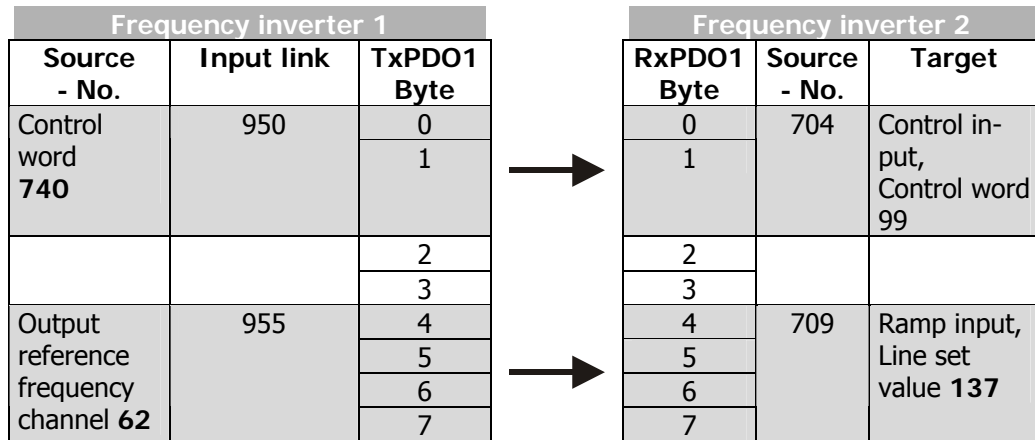 Frequency inverter 1
Source - No.
Input link
TxPDO1 Byte
Control word 740
950
0
1
2
3
Output reference frequency channel 62
955
4
5
6
7
Frequency inverter 2
RxPDO1 Byte
Source - No.
Target
0
1
704
Control in-
put,
Control word
99
2
3
4
5
6
7
709
Ramp input,
Line set
value 137